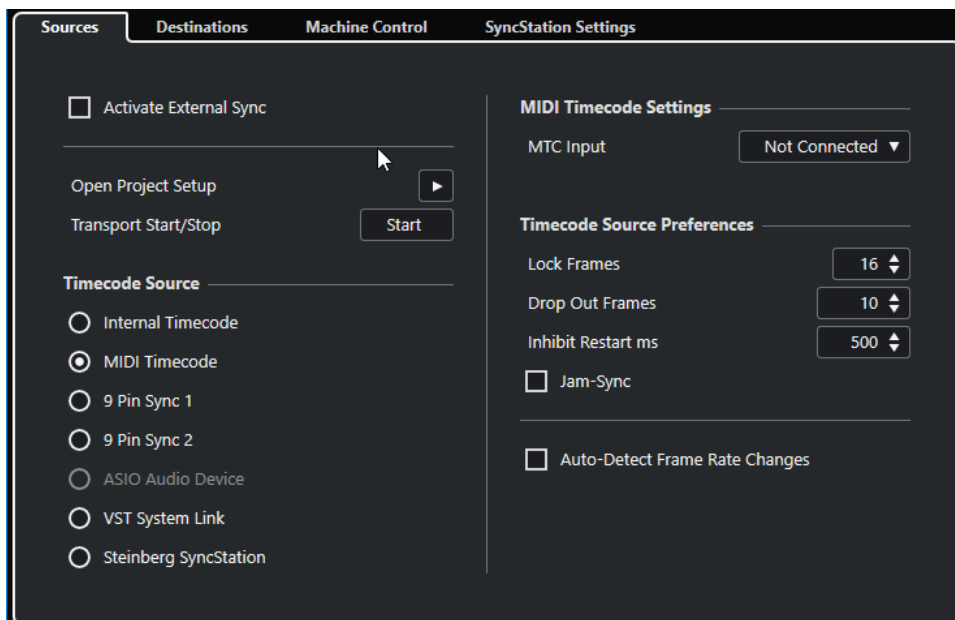 Sources Destinations Machine Control SyncStation Settings
Activate External Sync
Open Project Setup
Transport Start/Stop Start
Timecode Source
Internal Timecode
MIDI Timecode
9 Pin Sync 1
9 Pin Sync 2
ASIO Audio Device
VST System Link
Steinberg SyncStation
MIDI Timecode Settings
MTC Input Not Connected
Timecode Source Preferences
Lock Frames 16
Drop Out Frames 10
Inhibit Restart ms 500
Jam-Sync
Auto-Detect Frame Rate Changes